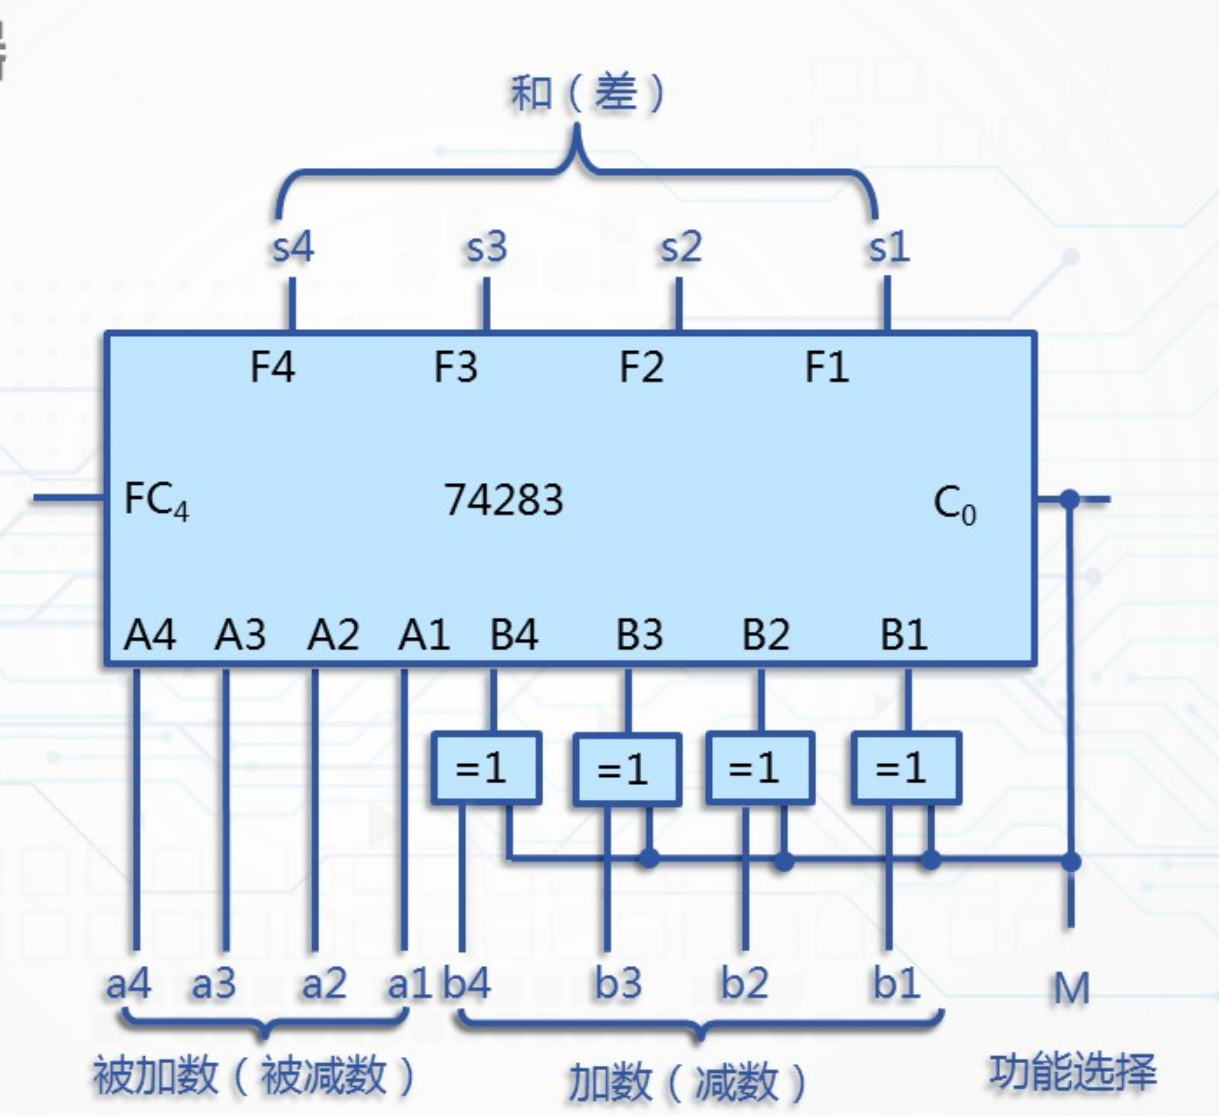 和（差）
s4 s3 s2 s1
F4 F3 F2 F1
FC₄ 74283 C₀
A4 A3 A2 A1 B4 B3 B2 B1
=1 =1 =1 =1
a4 a3 a2 a1 b4 b3 b2 b1 M
被加数（被减数） 加数（减数） 功能选择